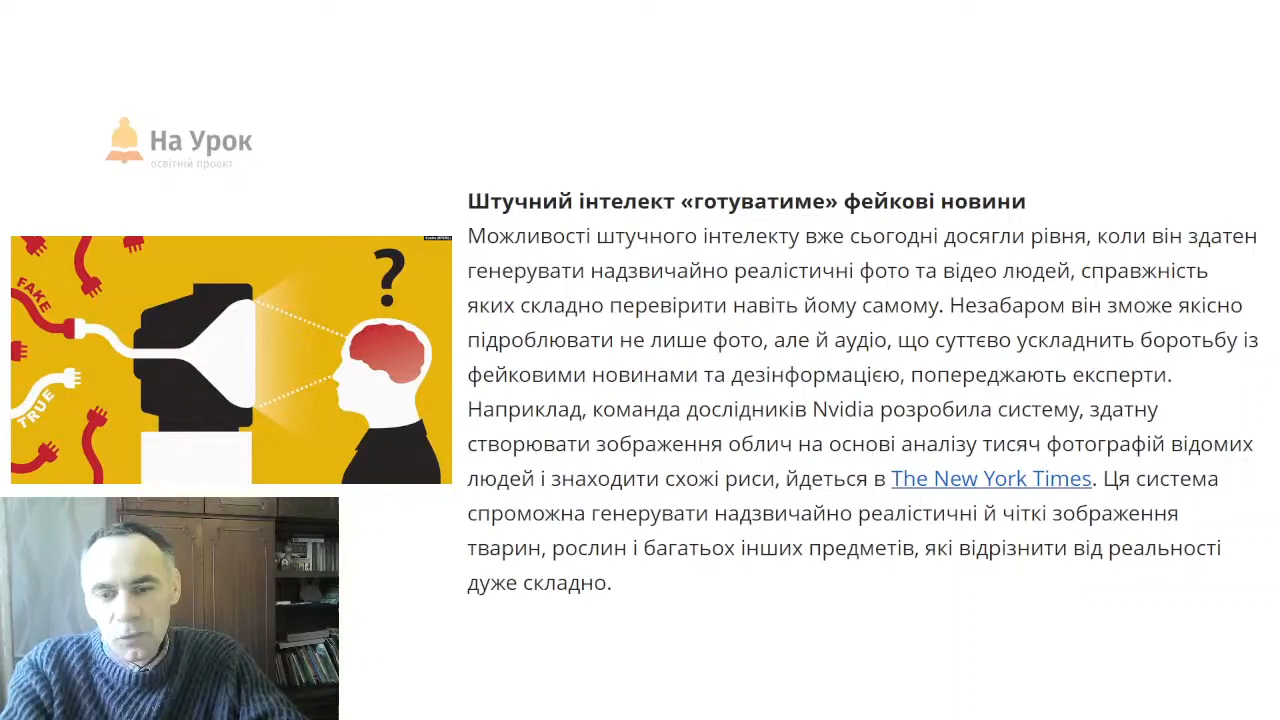 На Урок
освітній проект
Штучний інтелект «готуватиме» фейкові новини
Можливості штучного інтелекту вже сьогодні досягли рівня, коли він здатен
генерувати надзвичайно реалістичні фото та відео людей, справжність
яких складно перевірити навіть йому самому. Незабаром він зможе якісно
підроблювати не лише фото, але й аудіо, що суттєво ускладнить боротьбу із
фейковими новинами та дезінформацією, попереджають експерти.
Наприклад, команда дослідників Nvidia розробила систему, здатну
створювати зображення облич на основі аналізу тисяч фотографій відомих
людей і знаходити схожі риси, йдеться в The New York Times. Ця система
спроможна генерувати надзвичайно реалістичні й чіткі зображення
тварин, рослин і багатьох інших предметів, які відрізнити від реальності
дуже складно.
?
FAKE
TRUE